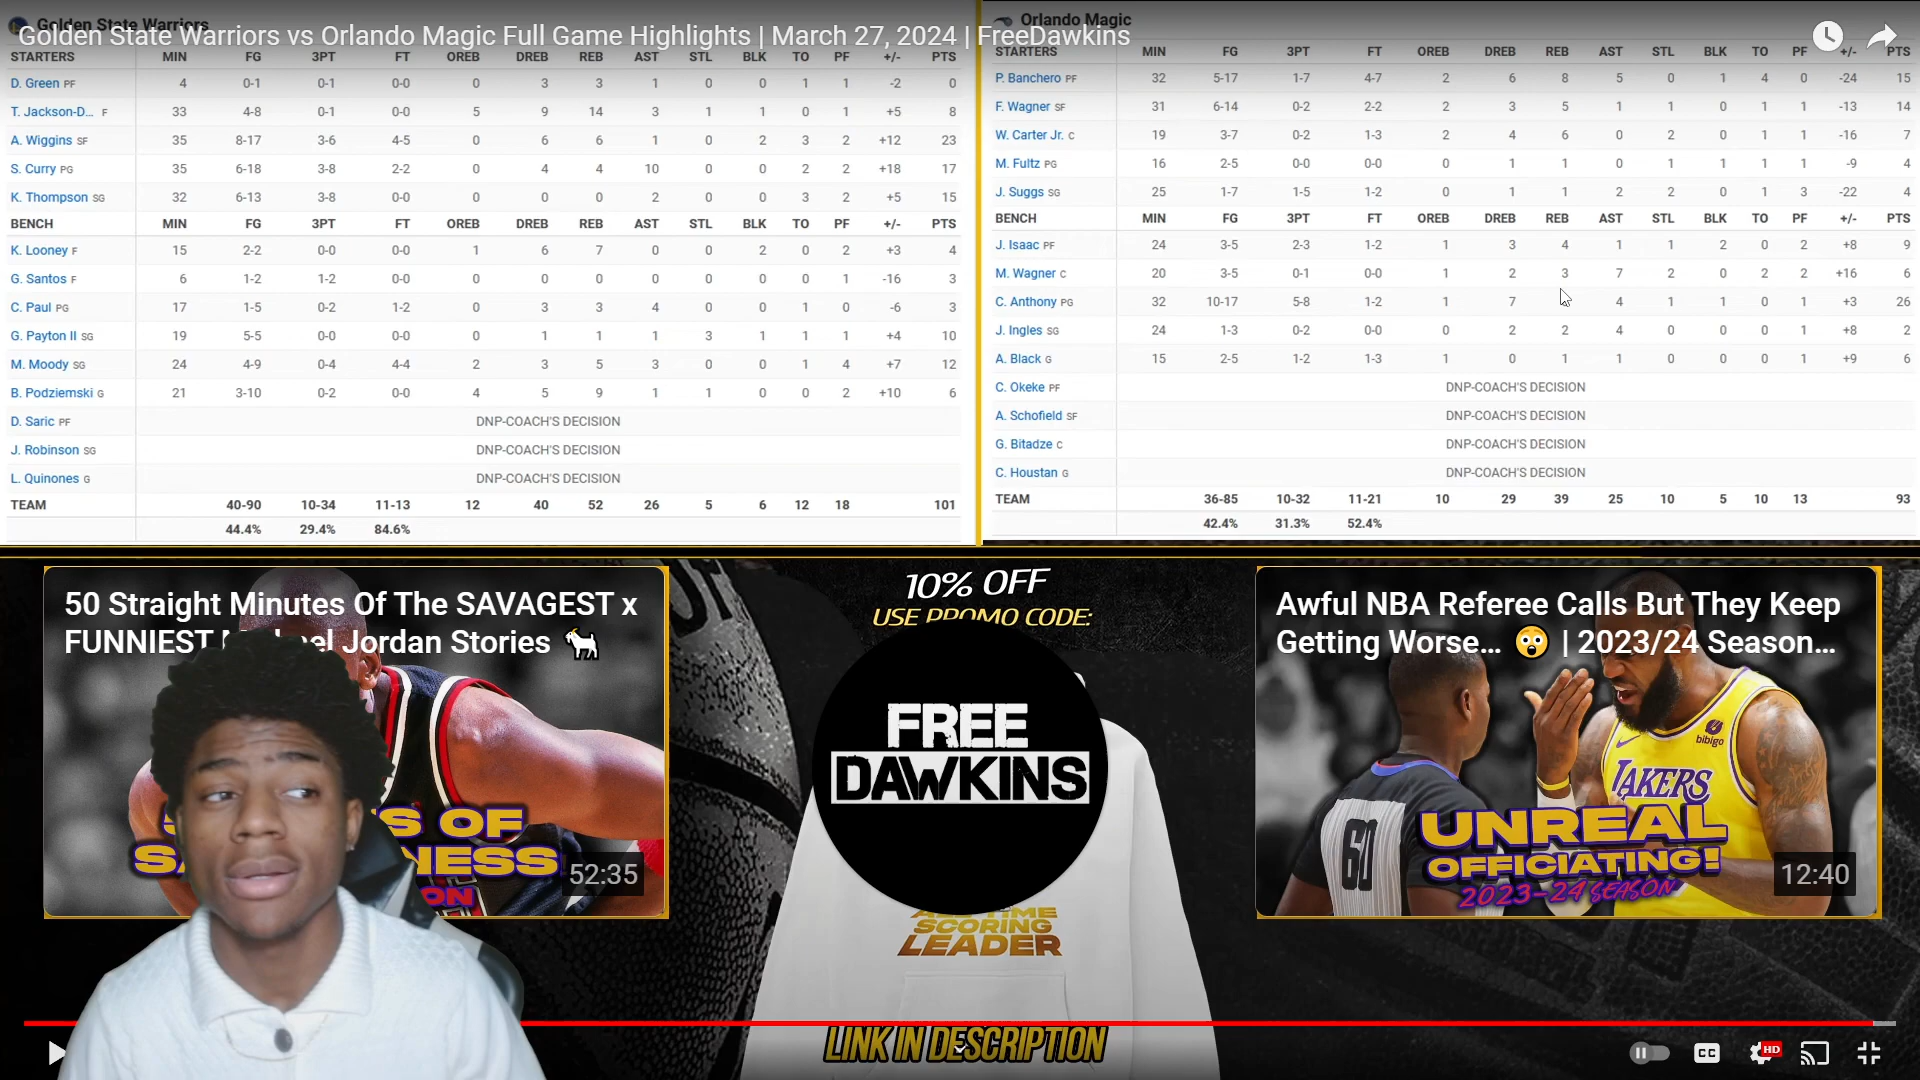 Golden State Warriors
Golden State Warriors vs Orlando Magic Full Game Highlights | March 27, 2024 | FreeDawkins
STARTERS MIN FG 3PT FT OREB DREB REB AST STL BLK TO PF +/- PTS
D. Green PF 4 0-1 0-1 0-0 0 3 3 1 0 0 1 1 -2 0
T. Jackson-D... F 33 4-8 0-1 0-0 5 9 14 3 1 1 0 1 +5 8
A. Wiggins SF 35 8-17 3-6 4-5 0 6 6 1 0 2 3 2 +12 23
S. Curry PG 35 6-18 3-8 2-2 0 4 4 10 0 0 2 2 +18 17
K. Thompson SG 32 6-13 3-8 0-0 0 0 0 2 0 0 3 2 +5 15
BENCH MIN FG 3PT FT OREB DREB REB AST STL BLK TO PF +/- PTS
K. Looney F 15 2-2 0-0 0-0 1 6 7 0 0 2 0 2 +3 4
G. Santos F 6 1-2 1-2 0-0 0 0 0 0 0 0 0 1 -16 3
C. Paul PG 17 1-5 0-2 1-2 0 3 3 4 0 0 1 0 -6 3
G. Payton II SG 19 5-5 0-0 0-0 0 1 1 1 3 1 1 1 +4 10
M. Moody SG 24 4-9 0-4 4-4 2 3 5 3 0 0 1 4 +7 12
B. Podziemski G 21 3-10 0-2 0-0 4 5 9 1 1 0 0 2 +10 6
D. Saric PF DNP-COACH'S DECISION
J. Robinson SG DNP-COACH'S DECISION
L. Quinones G DNP-COACH'S DECISION
TEAM 40-90 10-34 11-13 12 40 52 26 5 6 12 18 101
44.4% 29.4% 84.6%
Orlando Magic
STARTERS MIN FG 3PT FT OREB DREB REB AST STL BLK TO PF +/- PTS
P. Banchero PF 32 5-17 1-7 4-7 2 6 8 5 0 1 4 0 -24 15
F. Wagner SF 31 6-14 0-2 2-2 2 3 5 1 1 0 1 1 -13 14
W. Carter Jr. C 19 3-7 0-2 1-3 2 4 6 0 2 0 1 1 -16 7
M. Fultz PG 16 2-5 0-0 0-0 0 1 1 0 1 1 1 1 -9 4
J. Suggs SG 25 1-7 1-5 1-2 0 1 1 2 2 0 1 3 -22 4
BENCH MIN FG 3PT FT OREB DREB REB AST STL BLK TO PF +/- PTS
J. Isaac PF 24 3-5 2-3 1-2 1 3 4 1 1 2 0 2 +8 9
M. Wagner C 20 3-5 0-1 0-0 1 2 3 7 2 0 2 2 +16 6
C. Anthony PG 32 10-17 5-8 1-2 1 7 4 1 1 0 1 +3 26
J. Ingles SG 24 1-3 0-2 0-0 0 2 2 4 0 0 0 1 +8 2
A. Black G 15 2-5 1-2 1-3 1 0 1 1 0 0 0 1 +9 6
C. Okeke PF DNP-COACH'S DECISION
A. Schofield SF DNP-COACH'S DECISION
G. Bitadze C DNP-COACH'S DECISION
C. Houstan G DNP-COACH'S DECISION
TEAM 36-85 10-32 11-21 10 29 39 25 10 5 10 13 93
42.4% 31.3% 52.4%
50 Straight Minutes Of The SAVAGEST x
FUNNIEST Jordan Stories
OF
NESS
ON
52:35
10% OFF
USE PROMO CODE:
FREE
DAWKINS
ALL-TIME
SCORING
LEADER
LINK IN DESCRIPTION
Awful NBA Referee Calls But They Keep
Getting Worse... 😲 | 2023/24 Season...
bibigo
LAKERS
60
UNREAL
OFFICIATING!
2023-24 SEASON
12:40
CC
HD